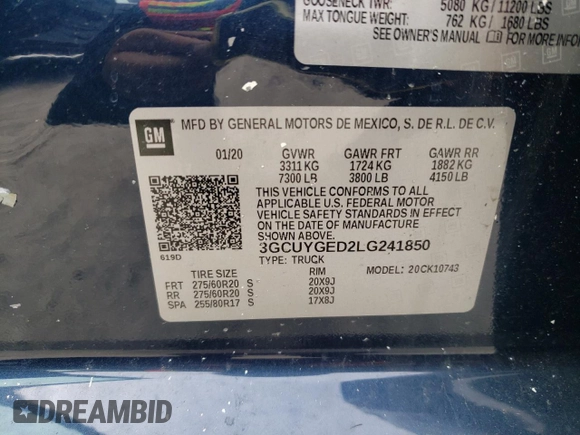 GOOSENECK TWR: 5080 KG/11200 LBS
MAX TONGUE WEIGHT: 762 KG/1680 LBS
SEE OWNER'S MANUAL FOR MORE INFORMATION
GM MFD BY GENERAL MOTORS DE MEXICO, S. DE R.L. DE C.V.
01/20 GVWR GAWR FRT GAWR RR
3311 KG 1724 KG 1882 KG
7300 LB 3800 LB 4150 LB
THIS VEHICLE CONFORMS TO ALL
APPLICABLE U.S. FEDERAL MOTOR
VEHICLE SAFETY STANDARDS IN EFFECT
ON THE DATE OF MANUFACTURE
SHOWN ABOVE.
3GCUYGED2LG241850
619D
TYPE: TRUCK MODEL: 20CK10743
TIRE SIZE RIM
FRT 275/60R20 S 20X9J
RR 275/60R20 S 20X9J
SPA 255/80R17 S 17X8J
DREAMBID